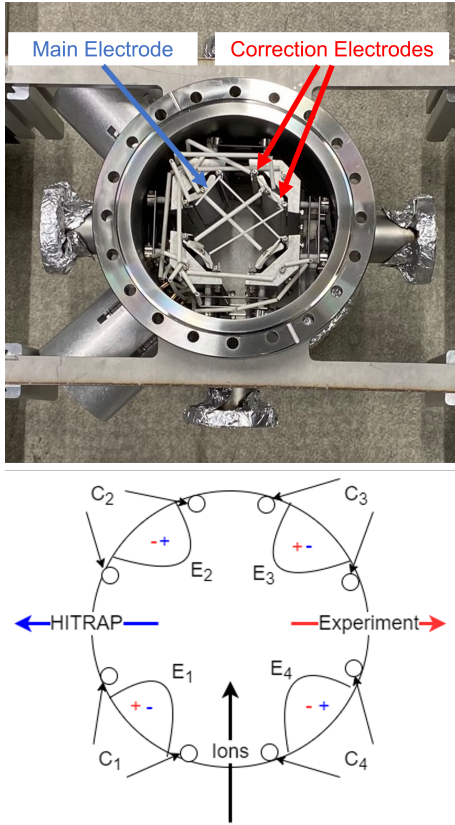 Main Electrode
Correction Electrodes
C2
C3
- +
+ -
E2
E3
HITRAP
Experiment
E1
E4
+ -
- +
Ions
C1
C4